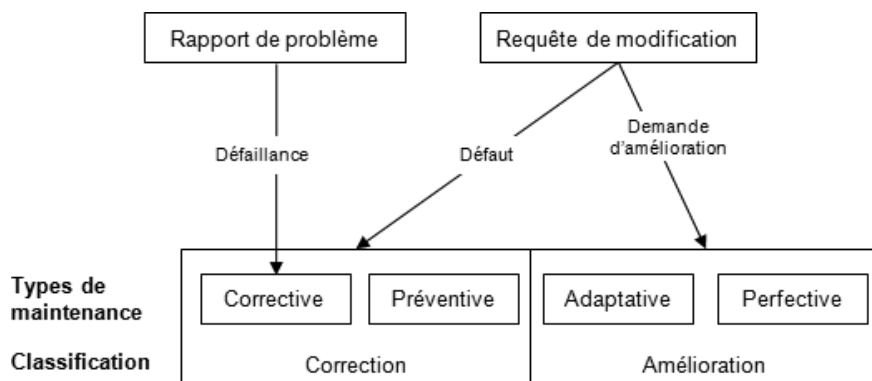 Rapport de problème
Requête de modification
Défaillance
Défaut
Demande
d'amélioration
Types de
maintenance
Corrective
Préventive
Adaptative
Perfective
Classification
Correction
Amélioration